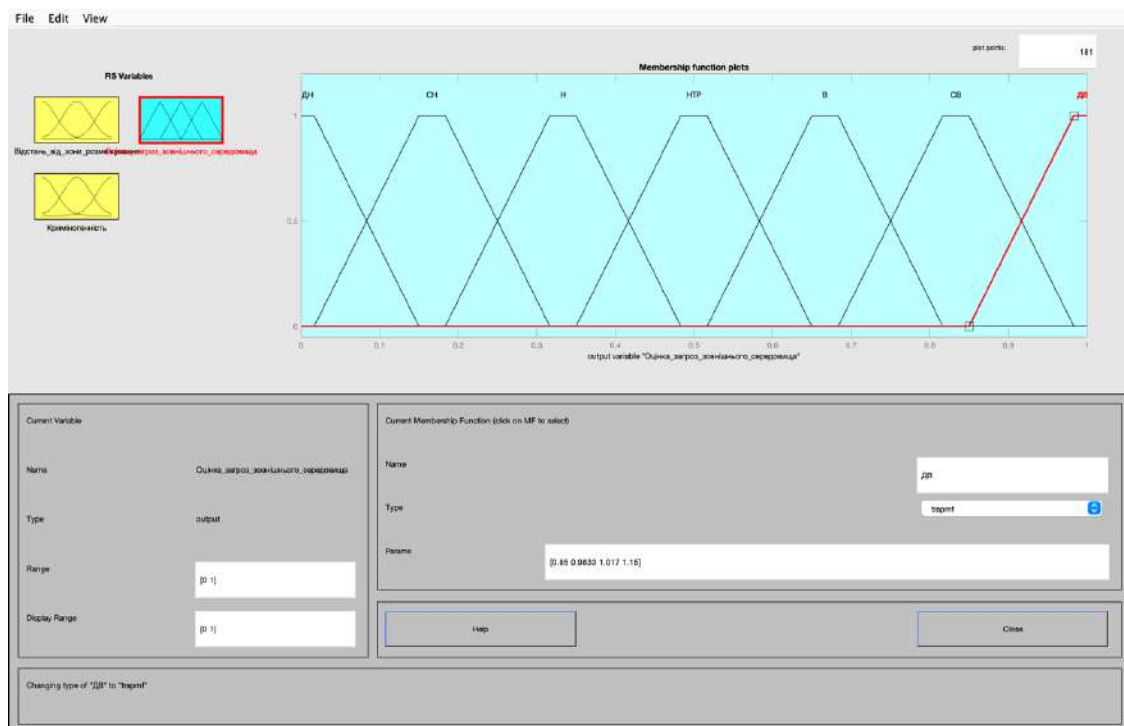 File Edit View
plot points:
181
FIS Variables
Membership function plots
ДН СН Н НТР В СВ ДВ
1
0.5
0
0 0.1 0.2 0.3 0.4 0.5 0.6 0.7 0.8 0.9 1
output variable "Оцінка_загроз_зовнішнього_середовища"
Відстань_від_зони_розмежування
Кримiногенність
Current Variable
Name Оцінка_загроз_зовнішнього_середовища
Type output
Range [0 1]
Display Range [0 1]
Current Membership Function (click on MF to select)
Name ДВ
Type trapmf
Params [0.85 0.9833 1.017 1.15]
Help Close
Changing type of "ДВ" to "trapmf"